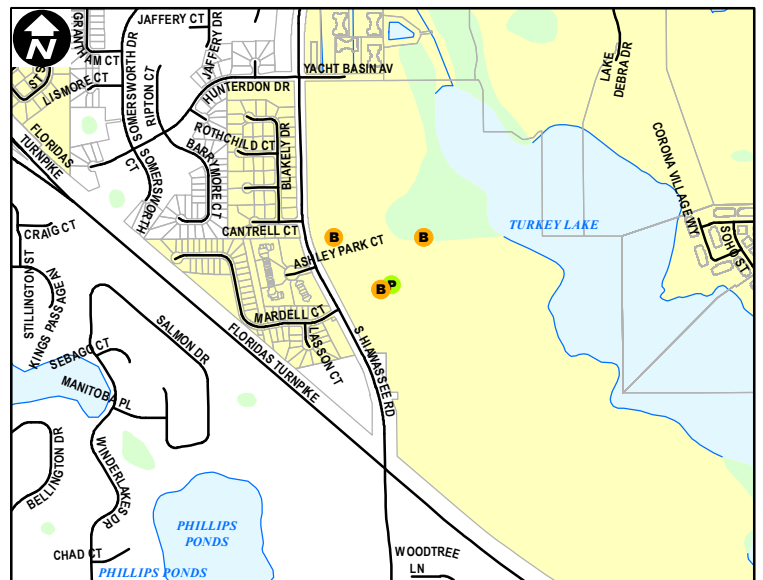 N
GRANTH
AM CT
JAFFERY CT
JAFFERY DR
SOMERSWORTH DR
RIPTON CT
ST S
LISMORE CT
HUNTERDON DR
YACHT BASIN AV
LAKE
DEBRA DR
FLORIDAS
TURNPIKE
ROTHCHILD CT
BARRYMORE CT
BLAKELY DR
S SOMERSWORTH
CT
CORONA VILLAGE WY
SOHO ST
TURKEY LAKE
CRAIG CT
CANTRELL CT
ASHLEY PARK CT
B
B
B
P
STILLINGTON ST
KINGS PASSAGE AV
MARDELL CT
LASSON CT
S HIAWASSEE RD
FLORIDAS TURNPIKE
SALMON DR
SEBAGO CT
MANITOBA PL
BELLINGTON DR
WINDERLAKES DR
PHILLIPS
PONDS
CHAD CT
PHILLIPS PONDS
WOODTREE
LN